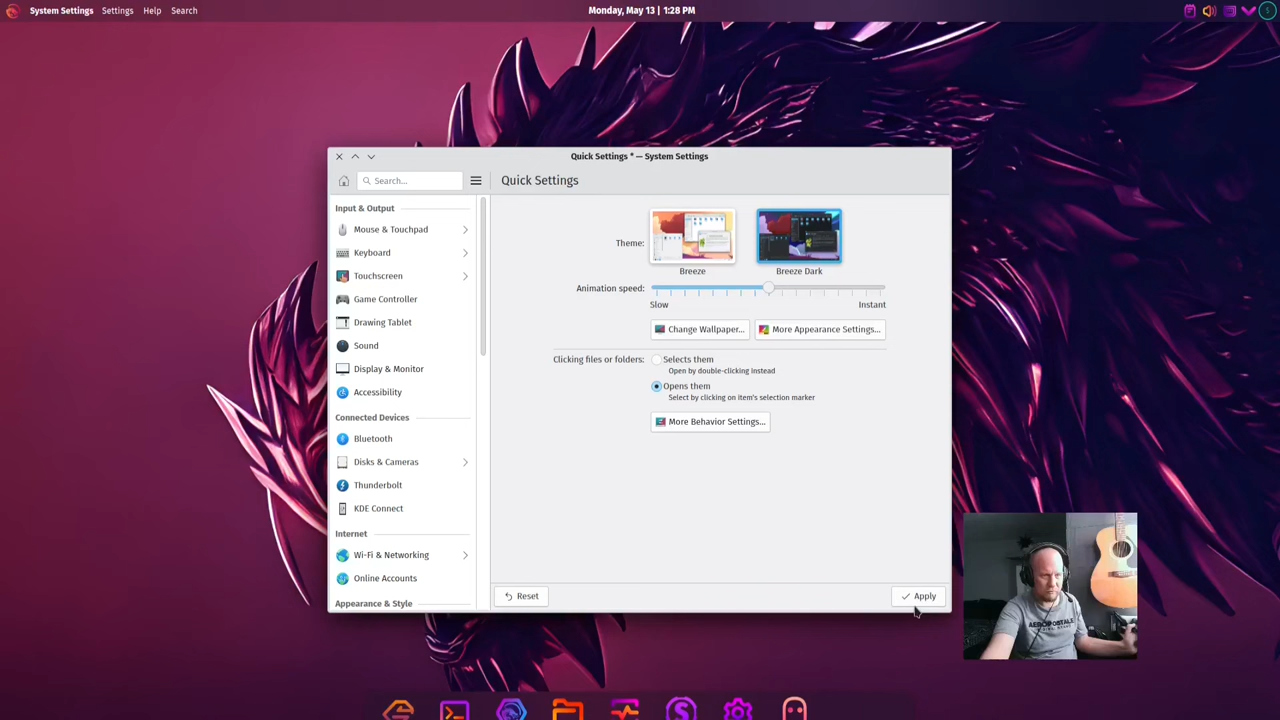 System Settings Settings Help Search
Monday, May 13 | 1:28 PM
Quick Settings * — System Settings
Search...
Quick Settings
Input & Output
Mouse & Touchpad
Keyboard
Touchscreen
Game Controller
Drawing Tablet
Sound
Display & Monitor
Accessibility
Connected Devices
Bluetooth
Disks & Cameras
Thunderbolt
KDE Connect
Internet
Wi-Fi & Networking
Online Accounts
Appearance & Style
Theme:
Breeze
Breeze Dark
Animation speed:
Slow
Instant
Change Wallpaper...
More Appearance Settings...
Clicking files or folders:
Selects them
Open by double-clicking instead
Opens them
Select by clicking on item's selection marker
More Behavior Settings...
Reset
Apply
AEROPOSTALE